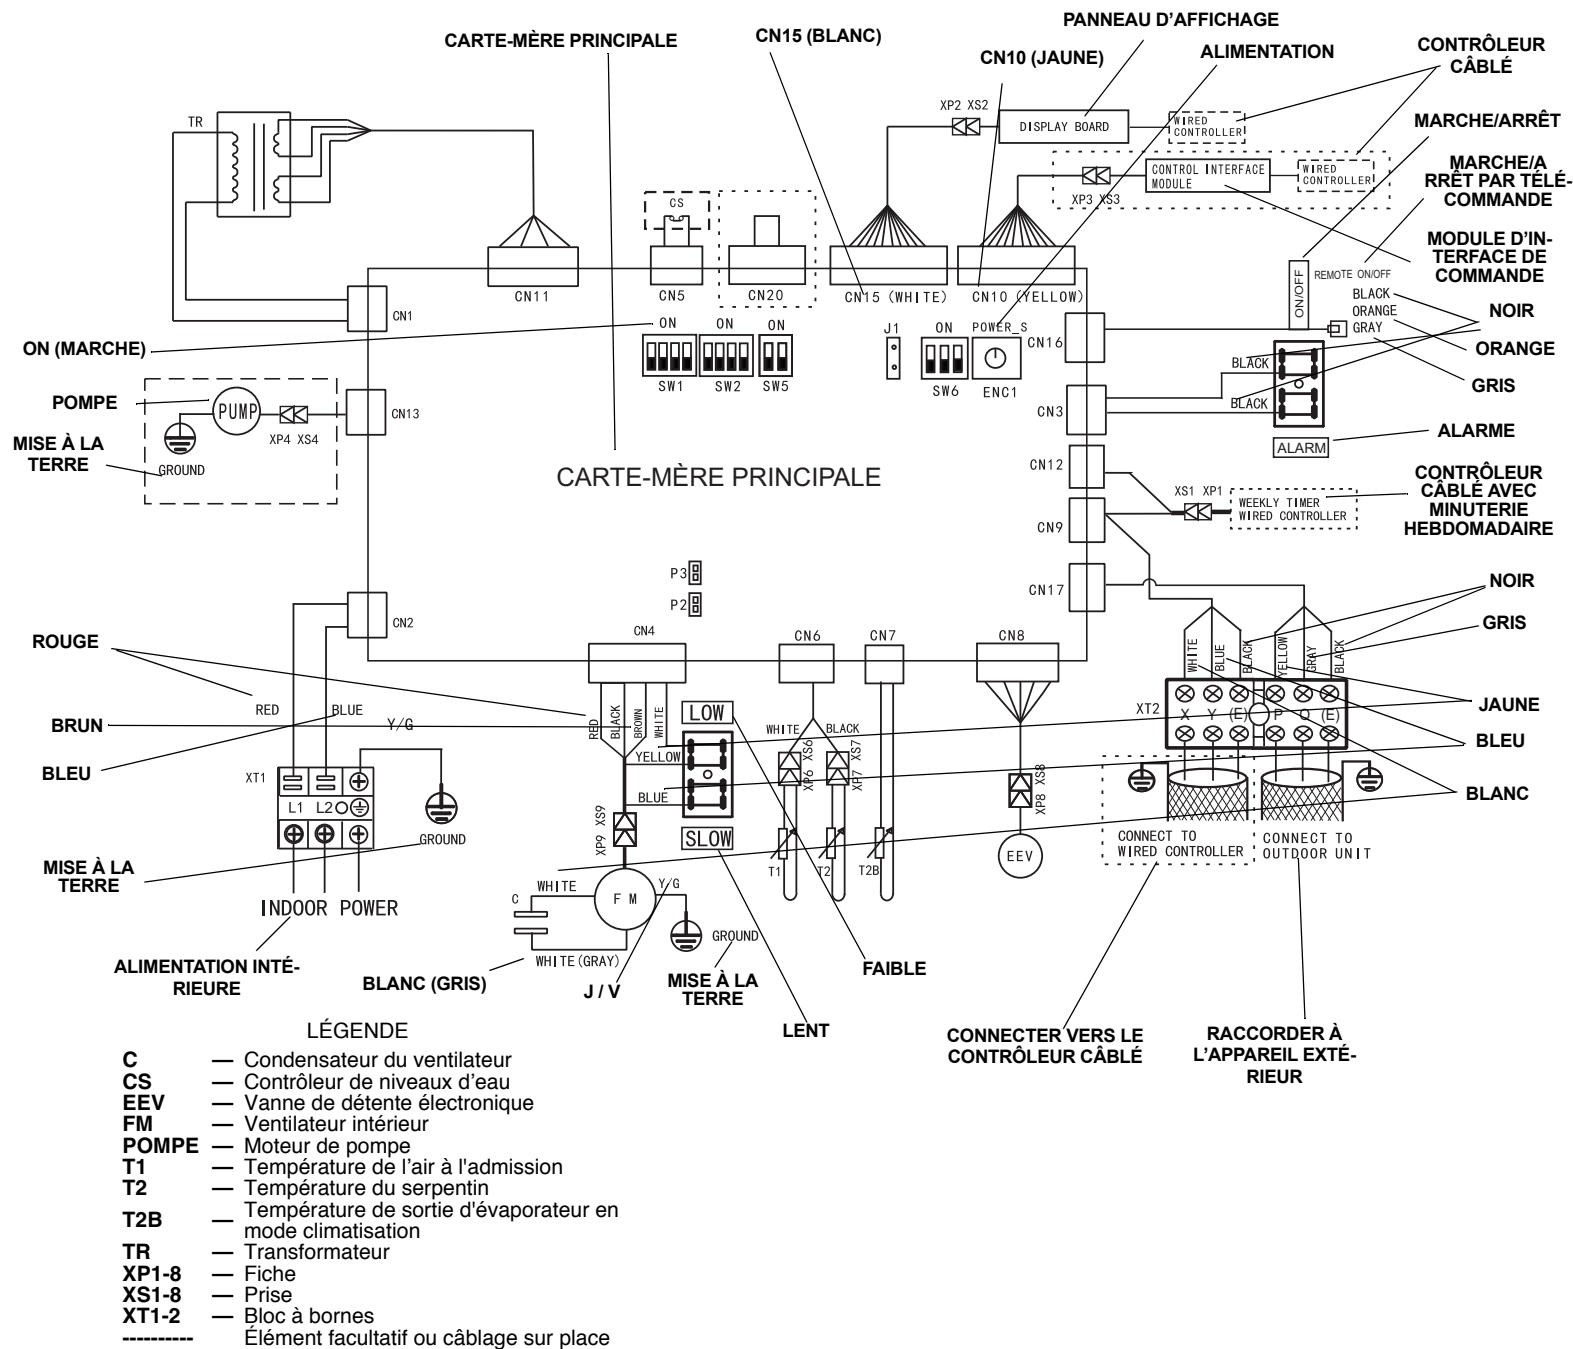 PANNEAU D'AFFICHAGE
CARTE-MÈRE PRINCIPALE
CN15 (BLANC)
CN10 (JAUNE)
ALIMENTATION
CONTRÔLEUR
CÂBLÉ
MARCHE/ARRÊT
MARCHE/A
RRÊT PAR TÉLÉ-
COMMANDE
MODULE D'IN-
TERFACE DE
COMMANDE
TR
XP2 XS2
DISPLAY BOARD
WIRED
CONTROLLER
XP3 XS3
CONTROL INTERFACE
MODULE
WIRED
CONTROLLER
CS
CN11
CN5
CN20
CN15 (WHITE)
CN10 (YELLOW)
ON/OFF
REMOTE ON/OFF
BLACK
ORANGE
GRAY
NOIR
ORANGE
GRIS
CN1
ON (MARCHE)
ON
ON
ON
J1
ON
POWER_S
CN16
SW1
SW2
SW5
SW6
ENC1
BLACK
BLACK
CN3
ALARM
ALARME
POMPE
PUMP
XP4 XS4
CN13
MISE À LA
TERRE
GROUND
CARTE-MÈRE PRINCIPALE
CN12
XS1 XP1
WEEKLY TIMER
WIRED CONTROLLER
CONTRÔLEUR
CÂBLÉ AVEC
MINUTERIE
HEBDOMADAIRE
CN9
P3
P2
CN17
NOIR
GRIS
CN2
CN4
CN6
CN7
CN8
ROUGE
WHITE
BLUE
BLACK
YELLOW
GRAY
BLACK
RED
BLUE
Y/G
BRUN
BLEU
RED
BLACK
BROWN
WHITE
YELLOW
BLUE
LOW
SLOW
WHITE
BLACK
XP6 XS6
XP7 XS7
XP8 XS8
XT2
X Y (E) P Q (E)
JAUNE
BLEU
BLANC
XT1
L1 L2
GROUND
XP9 XS9
T1
T2
T2B
EEV
CONNECT TO
WIRED CONTROLLER
CONNECT TO
OUTDOOR UNIT
MISE À LA
TERRE
INDOOR POWER
C
WHITE
F M
Y/G
GROUND
WHITE(GRAY)
ALIMENTATION INTÉ-
RIEURE
BLANC (GRIS)
J / V
MISE À LA
TERRE
FAIBLE
LENT
CONNECTER VERS LE
CONTRÔLEUR CÂBLÉ
RACCORDER À
L'APPAREIL EXTÉ-
RIEUR
LÉGENDE
C — Condensateur du ventilateur
CS — Contrôleur de niveaux d'eau
EEV — Vanne de détente électronique
FM — Ventilateur intérieur
POMPE — Moteur de pompe
T1 — Température de l'air à l'admission
T2 — Température du serpentin
T2B — Température de sortie d'évaporateur en
mode climatisation
TR — Transformateur
XP1-8 — Fiche
XS1-8 — Prise
XT1-2 — Bloc à bornes
---------- Élément facultatif ou câblage sur place